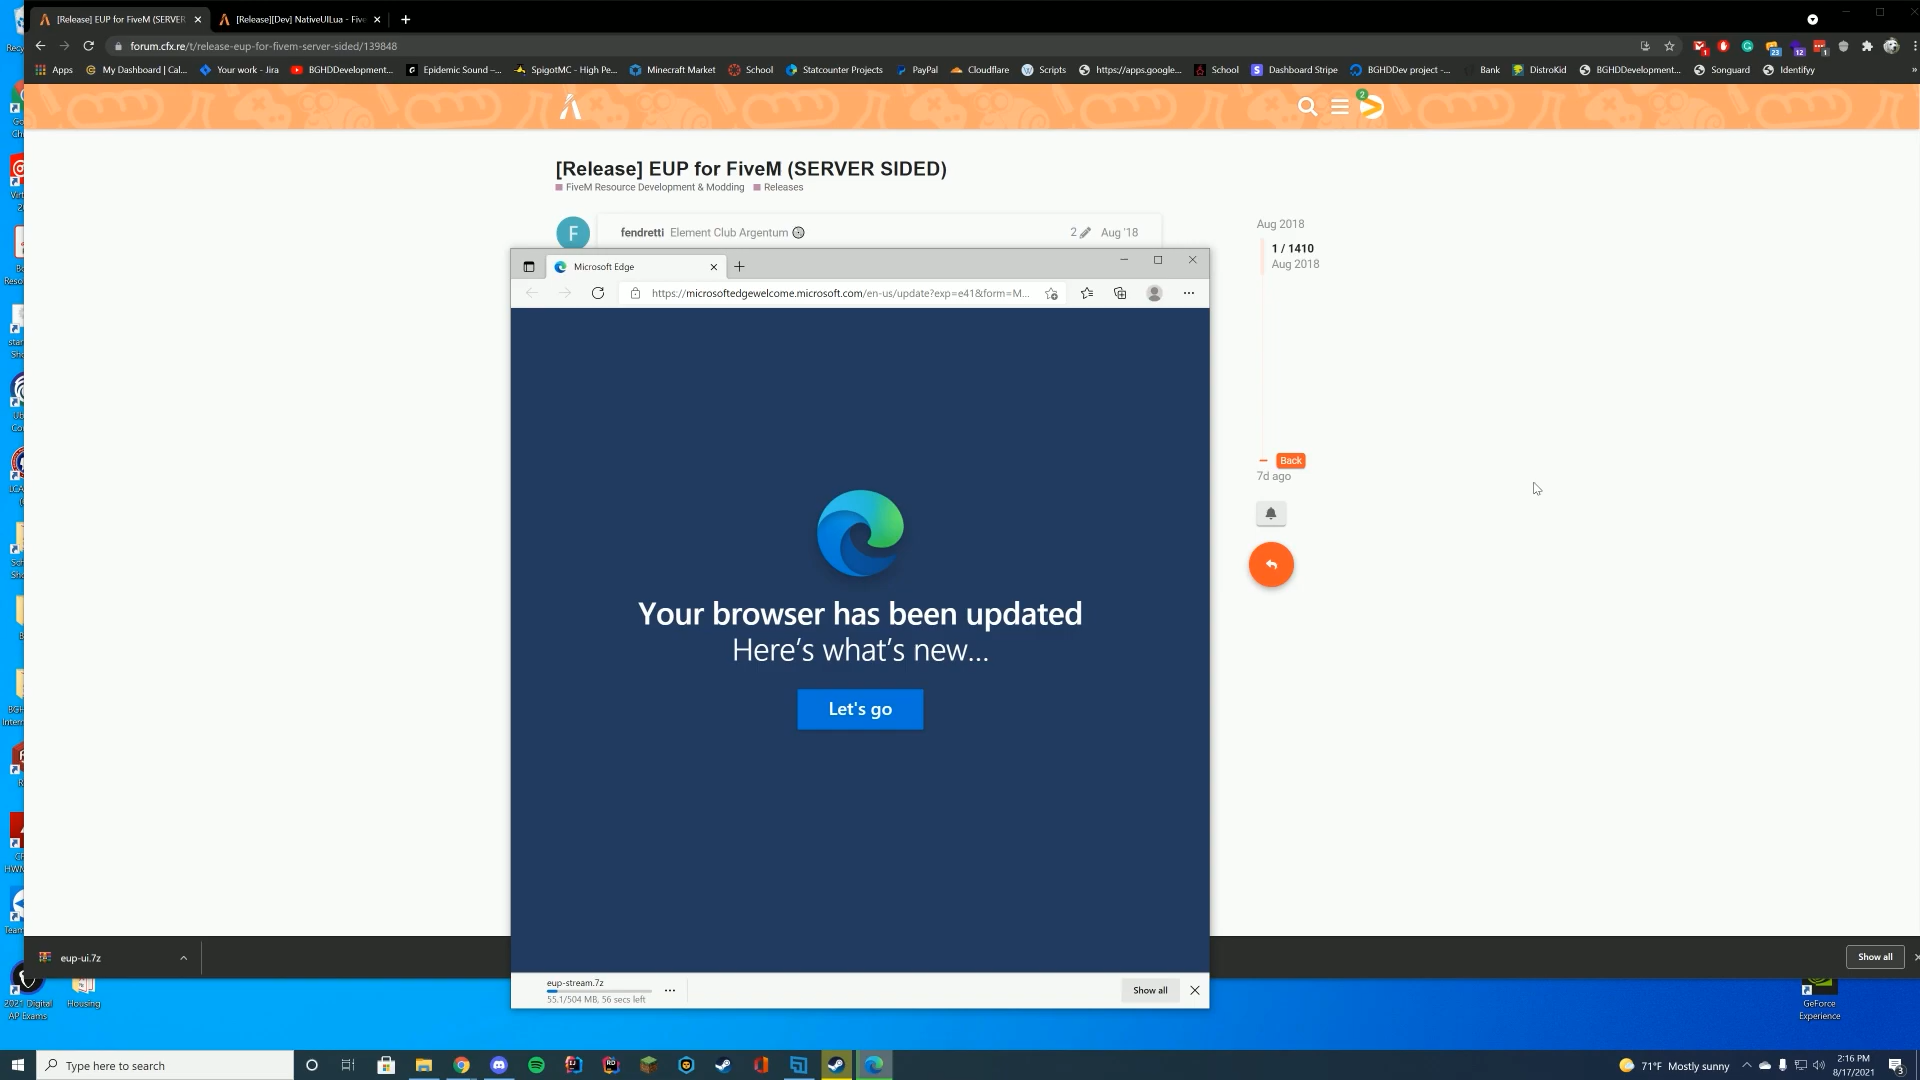 [Release] EUP for FiveM (SERVER
[Release][Dev] NativeUILua - Five
forum.cfx.re/t/release-eup-for-fivem-server-sided/139848
Apps
My Dashboard | Cal...
Your work - Jira
BGHDDevelopment...
Epidemic Sound –...
SpigotMC - High Pe...
Minecraft Market
School
Statcounter Projects
PayPal
Cloudflare
Scripts
https://apps.google...
School
Dashboard Stripe
BGHDDev project -...
Bank
DistroKid
BGHDDevelopment...
Songuard
Identifyy
»
2
[Release] EUP for FiveM (SERVER SIDED)
FiveM Resource Development & Modding
Releases
F
fendretti Element Club Argentum
2
Aug '18
Aug 2018
1 / 1410
Aug 2018
Back
7d ago
Microsoft Edge
https://microsoftedgewelcome.microsoft.com/en-us/update?exp=e41&form=M...
Your browser has been updated
Here's what's new...
Let's go
eup-stream.7z
55.1/504 MB, 56 secs left
Show all
eup-ui.7z
Show all
2021 Digital
AP Exams
Housing
GeForce
Experience
Type here to search
71°F Mostly sunny
2:16 PM
8/17/2021
3